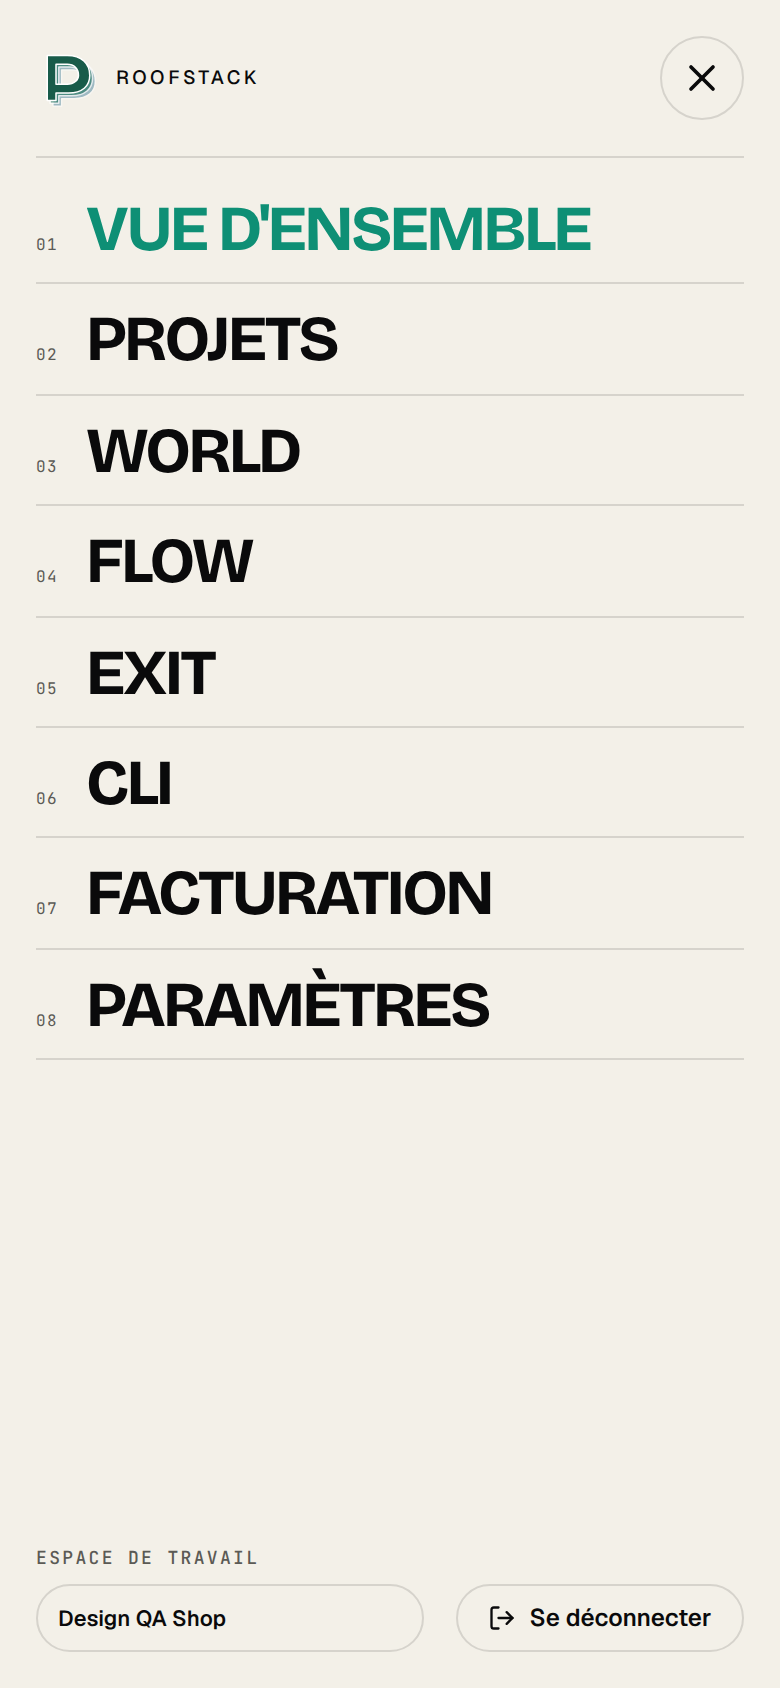 ROOFSTACK
01 VUE D'ENSEMBLE
02 PROJETS
03 WORLD
04 FLOW
05 EXIT
06 CLI
07 FACTURATION
08 PARAMÈTRES
ESPACE DE TRAVAIL
Design QA Shop
Se déconnecter